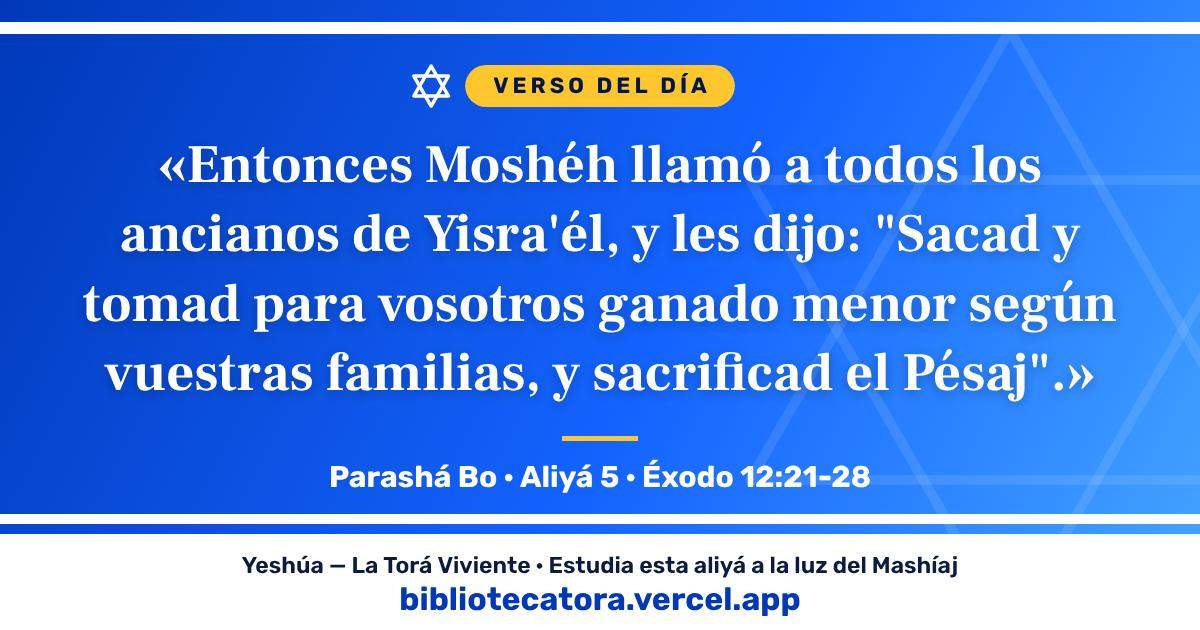 VERSO DEL DÍA
«Entonces Moshéh llamó a todos los
ancianos de Yisra'él, y les dijo: "Sacad y
tomad para vosotros ganado menor según
vuestras familias, y sacrificad el Pésaj".»
Parashá Bo • Aliyá 5 • Éxodo 12:21-28
Yeshúa — La Torá Viviente • Estudia esta aliyá a la luz del Mashíaj
bibliotecatora.vercel.app